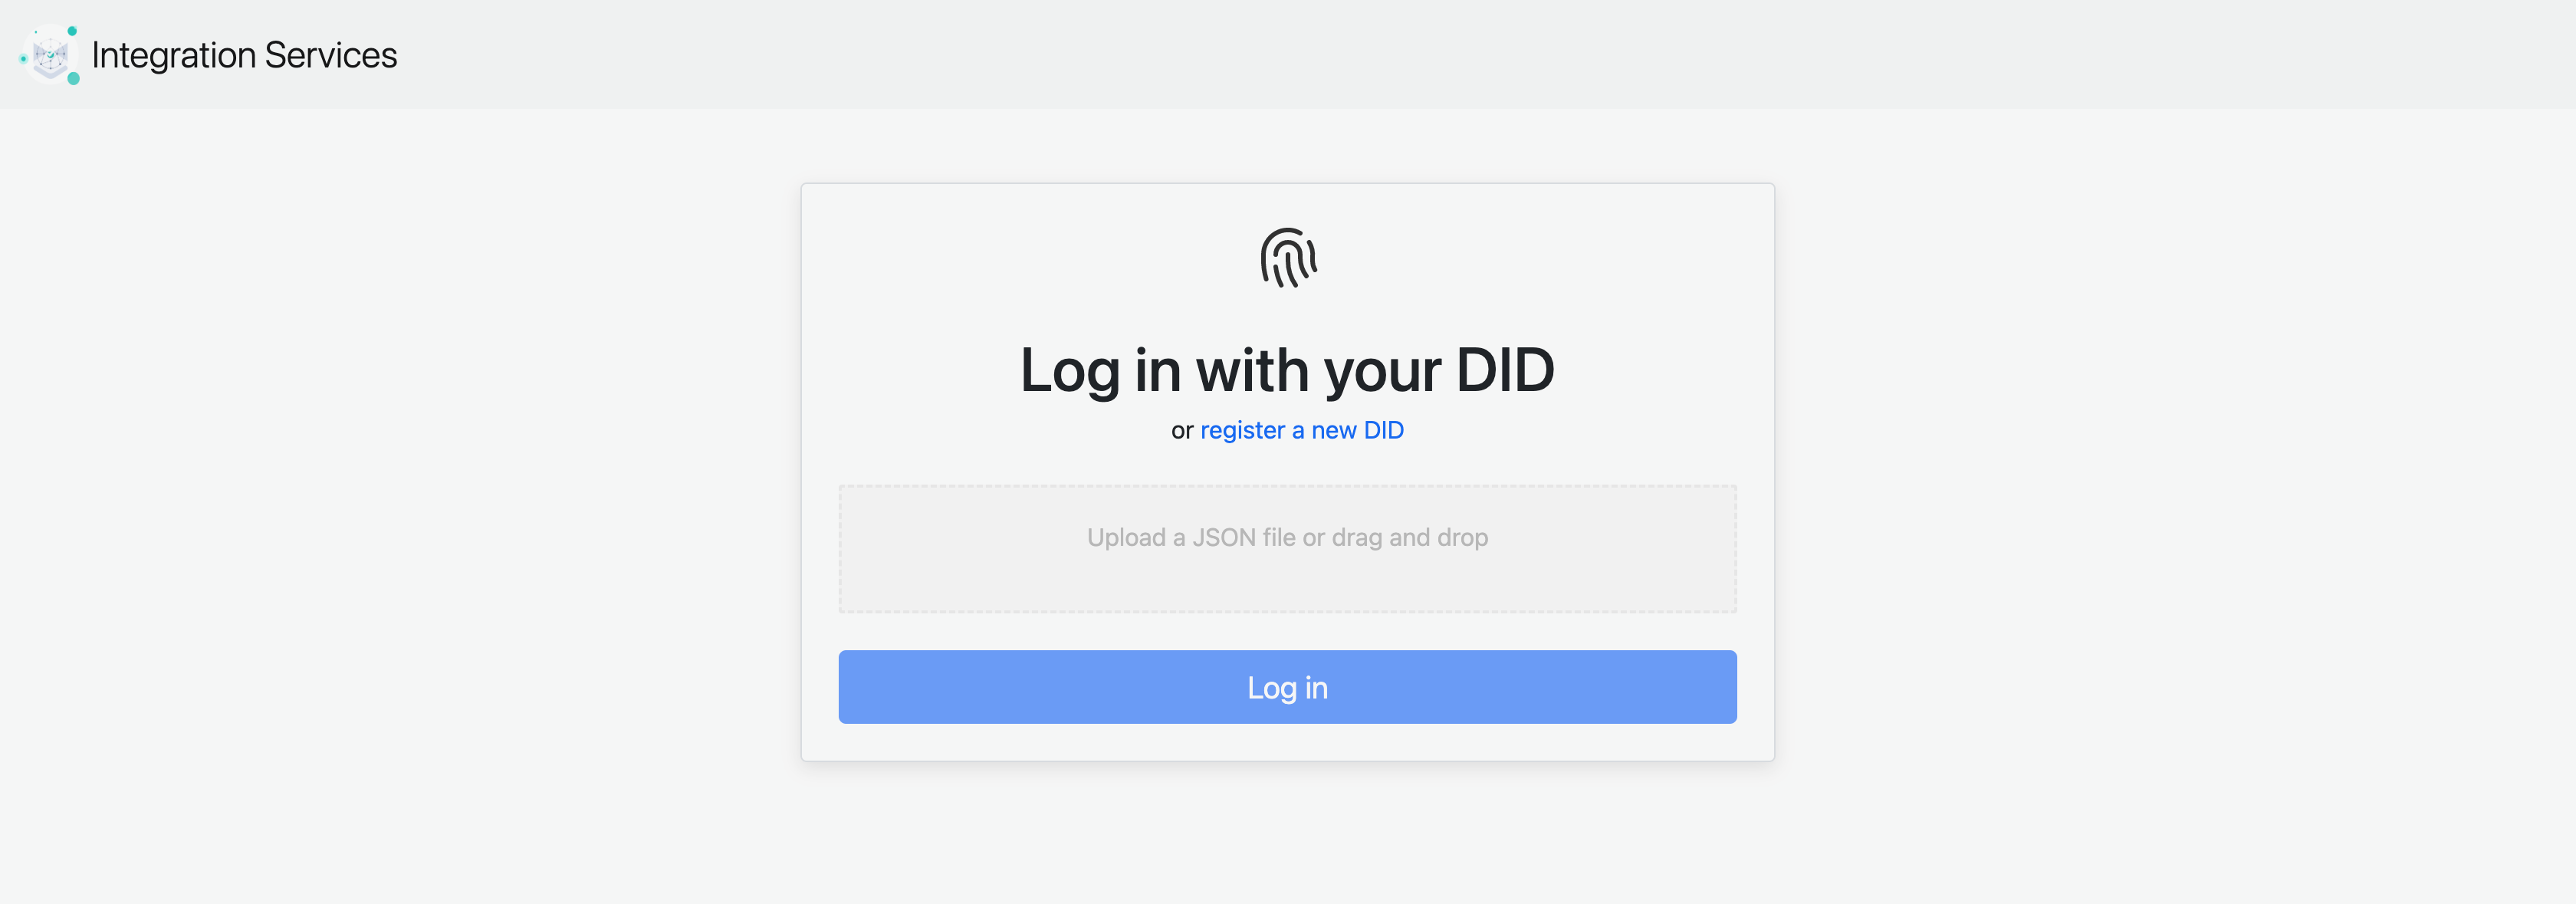 Integration Services
Log in with your DID
or register a new DID
Upload a JSON file or drag and drop
Log in